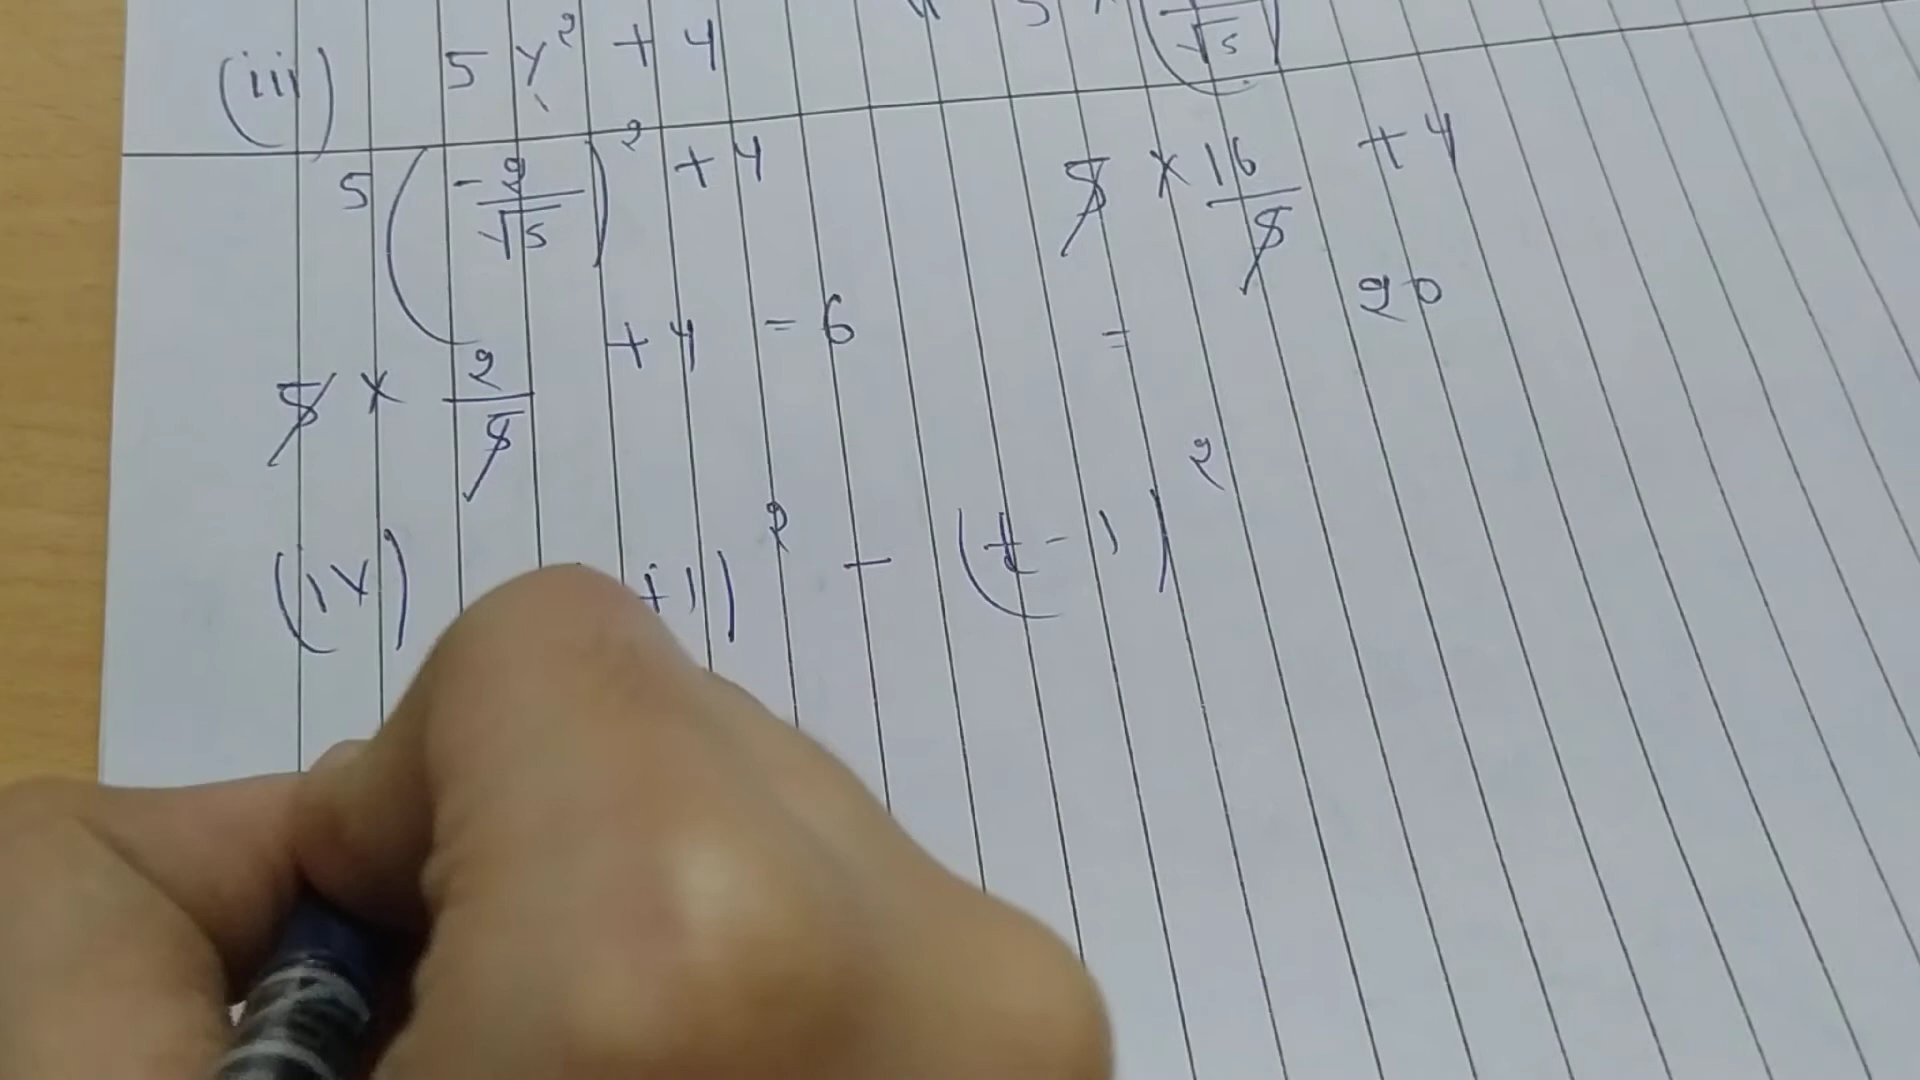 (iii) 5y² + 4
√5
5(-2/√5)² + 4
5 × 2/5 + 4 = 6
5 × 16/5 + 4
= 20
(iv) +1)² - (t - 1)²